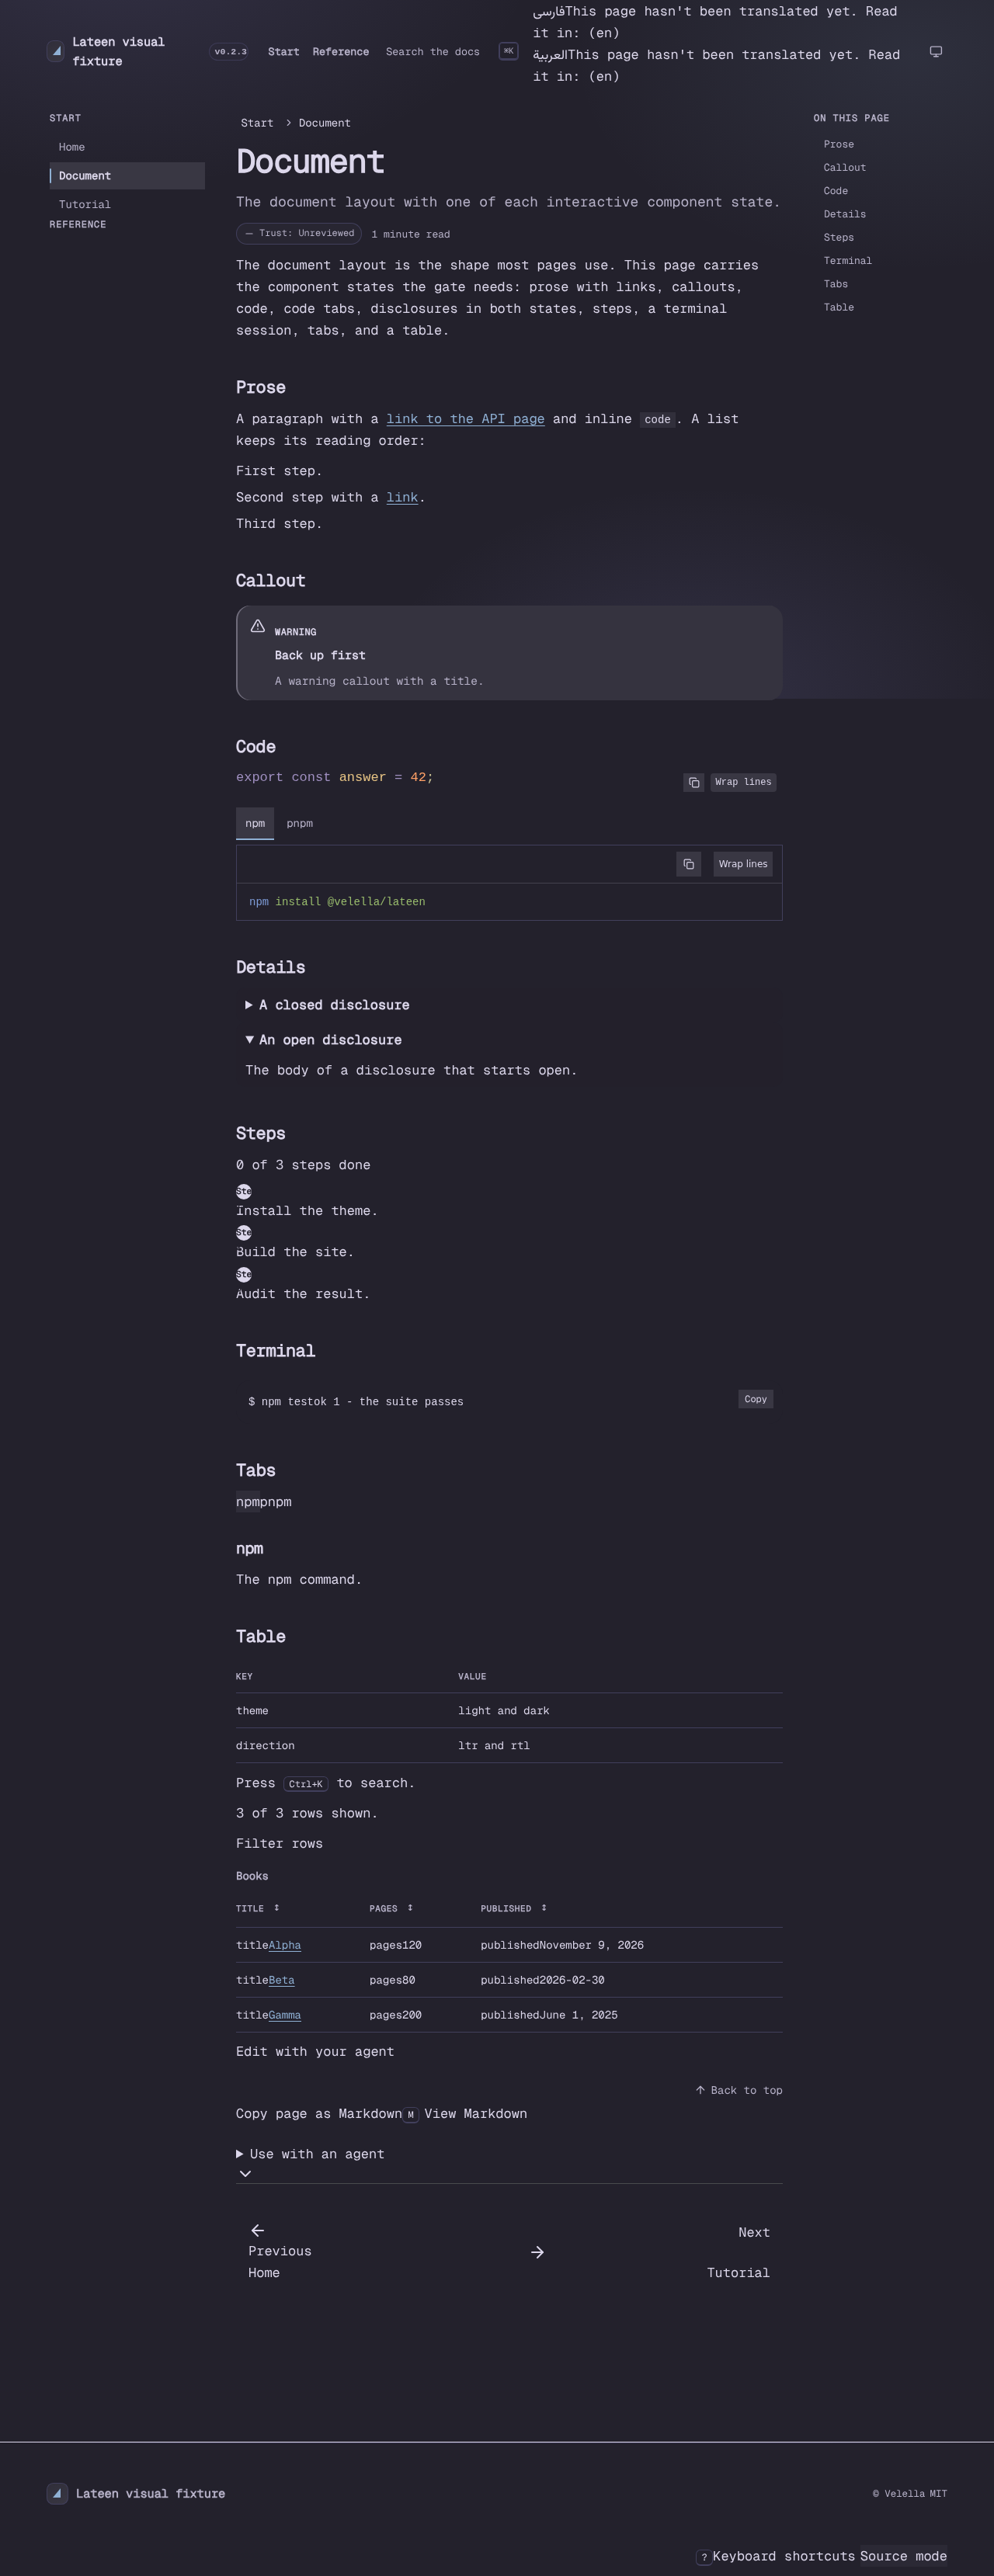 Lateen visual
fixture
v0.2.3
Start
Reference
Search the docs
⌘K
فارسیThis page hasn't been translated yet. Read
it in: (en)
العربيةThis page hasn't been translated yet. Read
it in: (en)
START
Home
Document
Tutorial
REFERENCE
Start > Document
Document
The document layout with one of each interactive component state.
— Trust: Unreviewed
1 minute read
The document layout is the shape most pages use. This page carries
the component states the gate needs: prose with links, callouts,
code, code tabs, disclosures in both states, steps, a terminal
session, tabs, and a table.
Prose
A paragraph with a link to the API page and inline code. A list
keeps its reading order:
First step.
Second step with a link.
Third step.
Callout
WARNING
Back up first
A warning callout with a title.
Code
export const answer = 42;
Wrap lines
npm pnpm
Wrap lines
npm install @velella/lateen
Details
A closed disclosure
An open disclosure
The body of a disclosure that starts open.
Steps
0 of 3 steps done
Ste
Install the theme.
Ste
Build the site.
Ste
Audit the result.
Terminal
$ npm testok 1 - the suite passes
Copy
Tabs
npmpnpm
npm
The npm command.
Table
KEY VALUE
theme light and dark
direction ltr and rtl
Press Ctrl+K to search.
3 of 3 rows shown.
Filter rows
Books
TITLE ↕ PAGES ↕ PUBLISHED ↕
titleAlpha pages120 publishedNovember 9, 2026
titleBeta pages80 published2026-02-30
titleGamma pages200 publishedJune 1, 2025
Edit with your agent
↑ Back to top
Copy page as Markdown M View Markdown
Use with an agent
Previous
Home
Next
Tutorial
ON THIS PAGE
Prose
Callout
Code
Details
Steps
Terminal
Tabs
Table
Lateen visual fixture
© Velella MIT
? Keyboard shortcuts Source mode